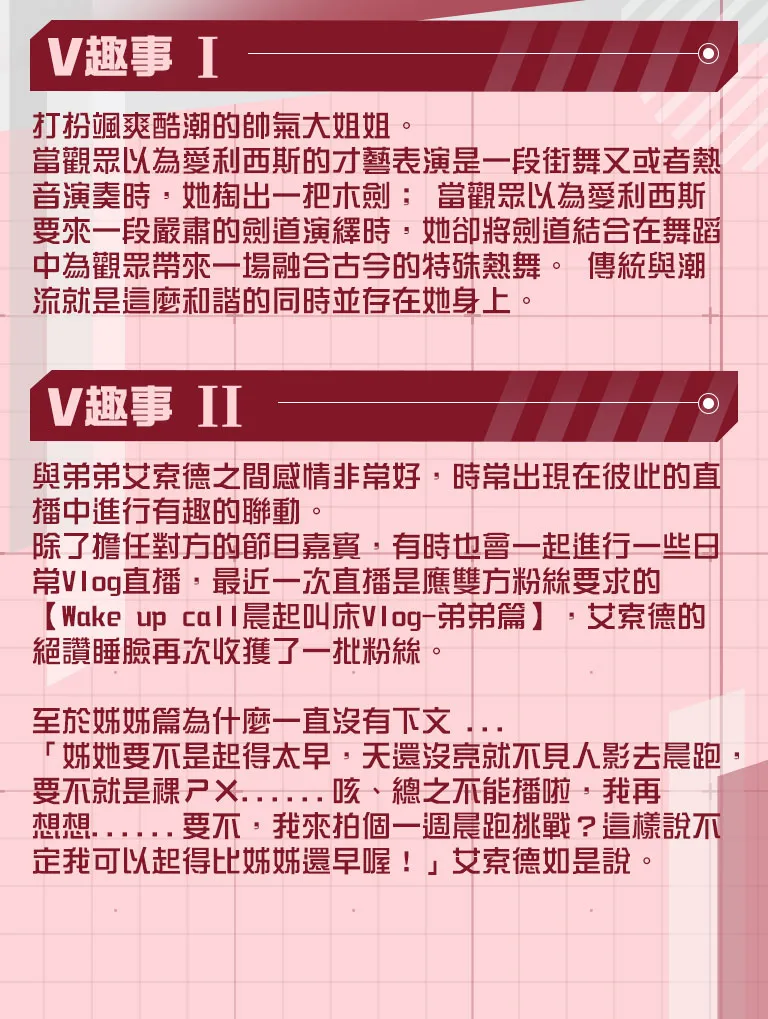 V趣事 I
打扮颯爽酷潮的帥氣大姐姐。
當觀眾以為愛利西斯的才藝表演是一段街舞又或者熱
音演奏時，她掏出一把木劍； 當觀眾以為愛利西斯
要來一段嚴肅的劍道演繹時，她卻將劍道結合在舞蹈
中為觀眾帶來一場融合古今的特殊熱舞。 傳統與潮
流就是這麼和諧的同時並存在她身上。
V趣事 II
與弟弟艾索德之間感情非常好，時常出現在彼此的直
播中進行有趣的聯動。
除了擔任對方的節目嘉賓，有時也會一起進行一些日
常Vlog直播，最近一次直播是應雙方粉絲要求的
【Wake up call晨起叫床Vlog-弟弟篇】，艾索德的
絕讚睡臉再次收獲了一批粉絲。
至於姊姊篇為什麼一直沒有下文 ...
「姊她要不是起得太早，天還沒亮就不見人影去晨跑，
要不就是裸ㄕㄨ......咳、總之不能播啦，我再
想想......要不，我來拍個一週晨跑挑戰？這樣說不
定我可以起得比姊姊還早喔！」艾索德如是說。